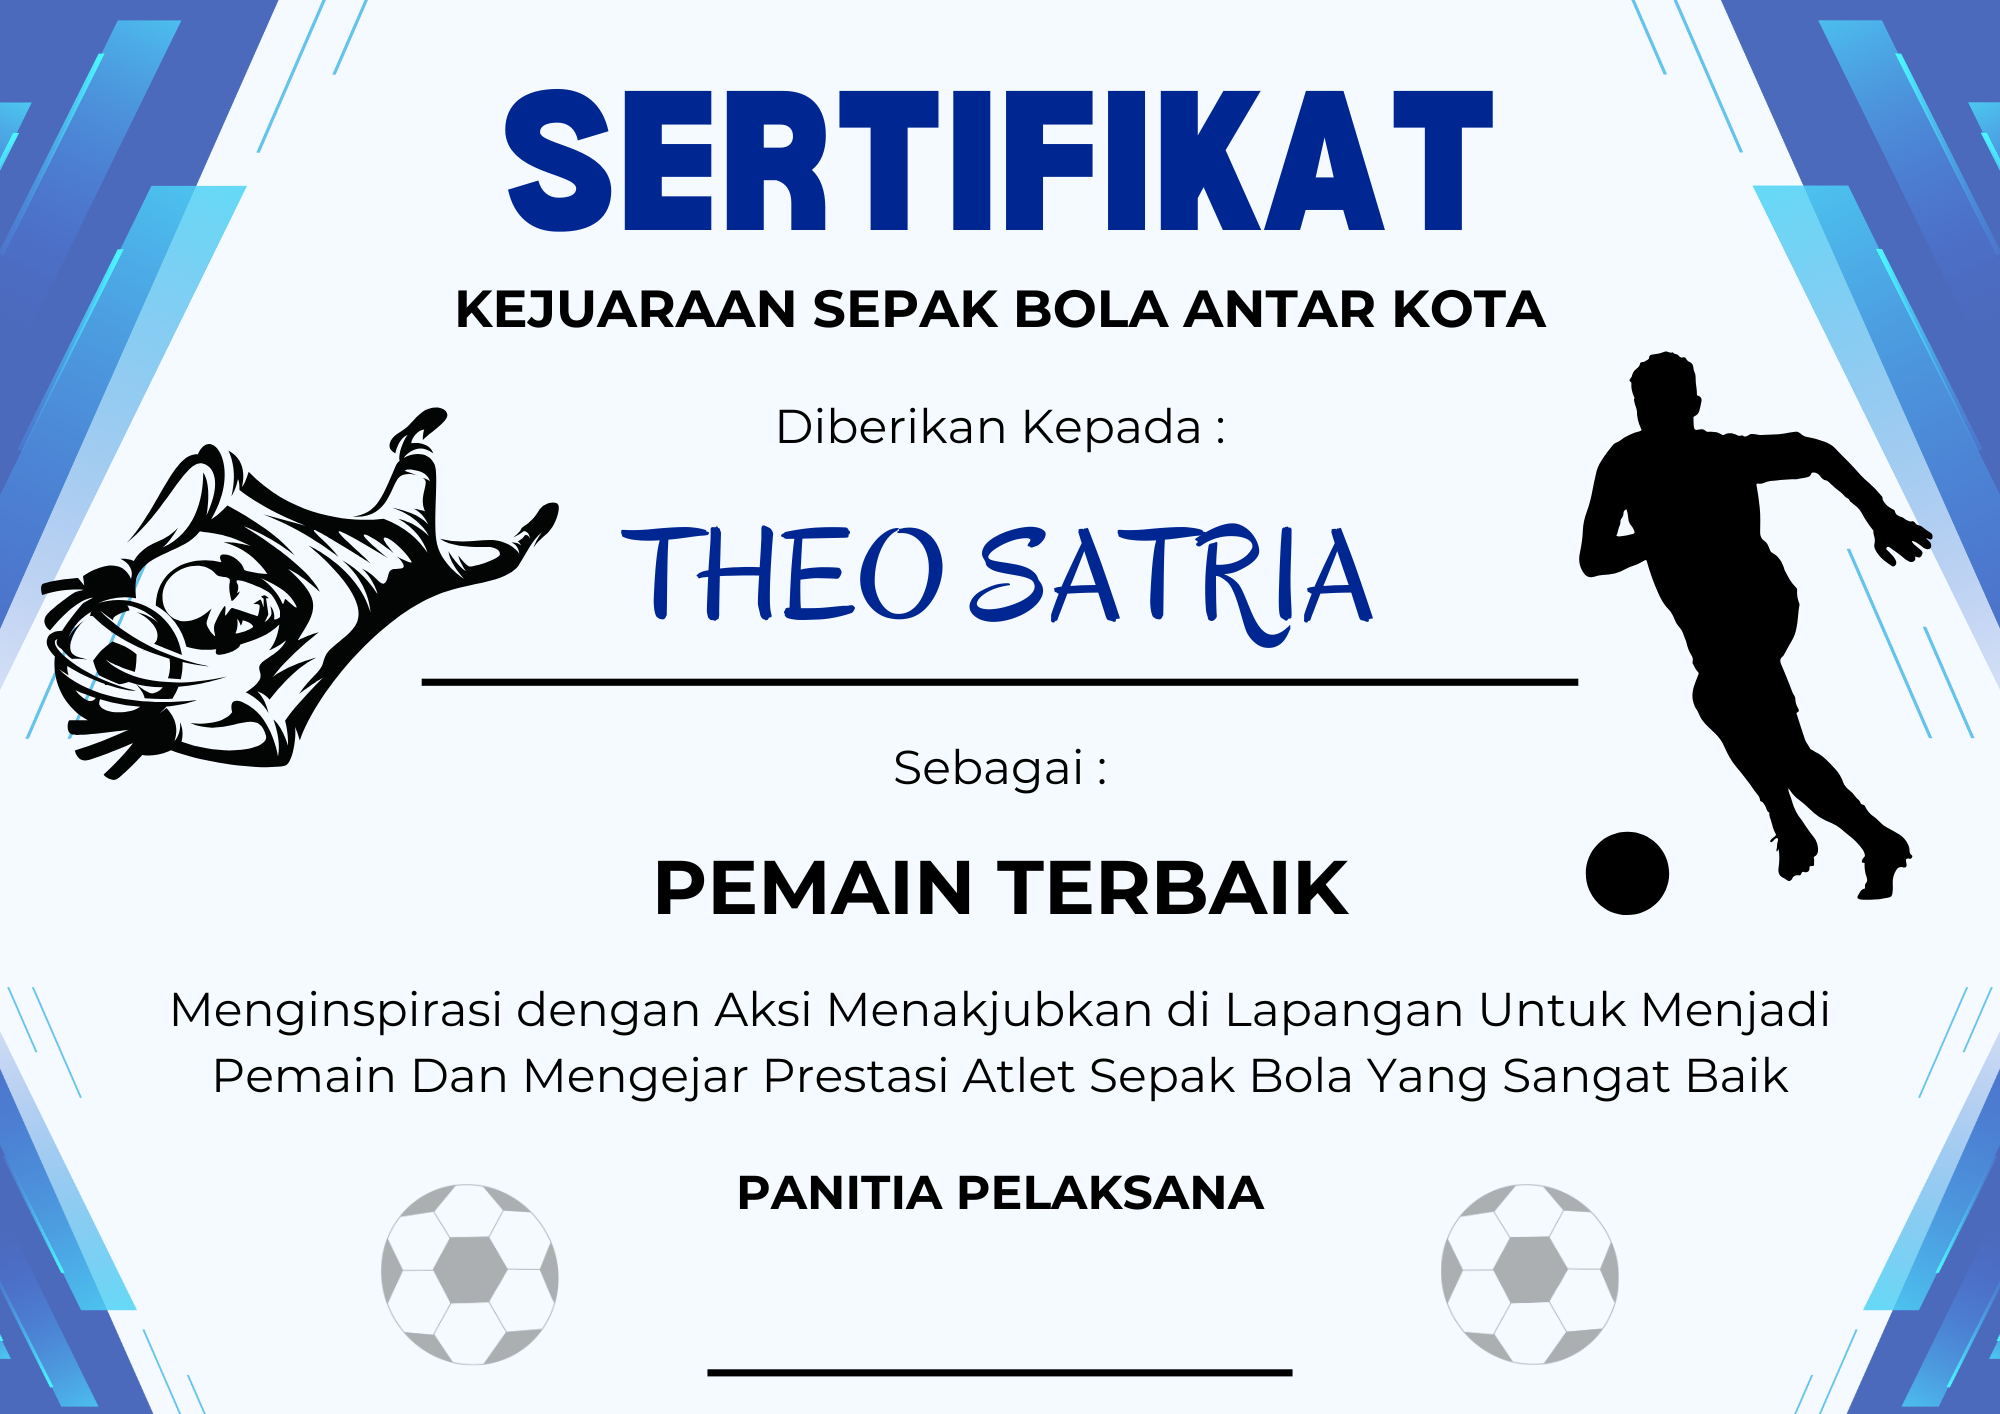 SERTIFIKAT
KEJUARAAN SEPAK BOLA ANTAR KOTA
Diberikan Kepada :
THEO SATRIA
Sebagai :
PEMAIN TERBAIK
Menginspirasi dengan Aksi Menakjubkan di Lapangan Untuk Menjadi
Pemain Dan Mengejar Prestasi Atlet Sepak Bola Yang Sangat Baik
PANITIA PELAKSANA